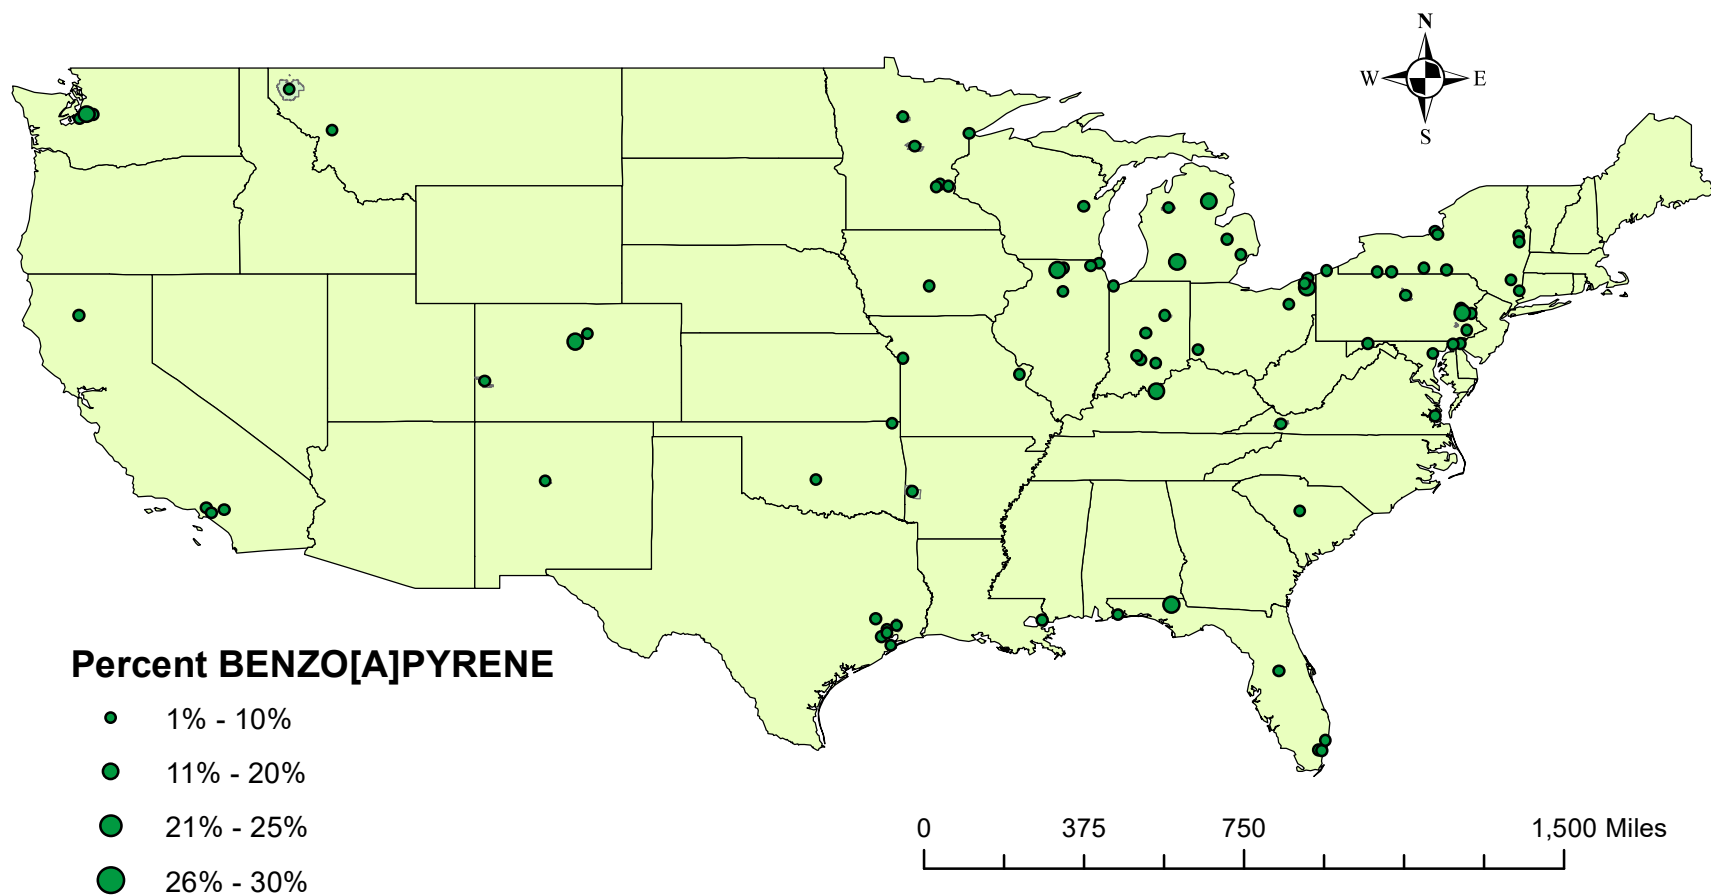 N
W E
S
Percent BENZO[A]PYRENE
1% - 10%
11% - 20%
21% - 25%
26% - 30%
0 375 750 1,500 Miles